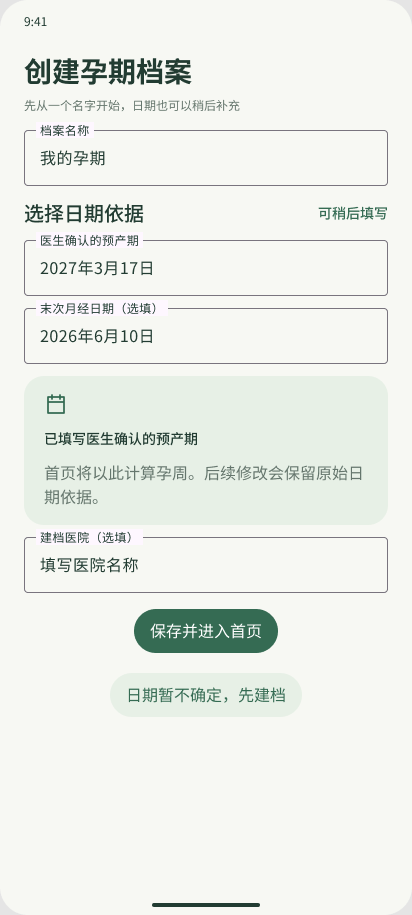 9:41
创建孕期档案
先从一个名字开始，日期也可以稍后补充
档案名称
我的孕期
选择日期依据
可稍后填写
医生确认的预产期
2027年3月17日
末次月经日期（选填）
2026年6月10日
已填写医生确认的预产期
首页将以此计算孕周。后续修改会保留原始日
期依据。
建档医院（选填）
填写医院名称
保存并进入首页
日期暂不确定，先建档